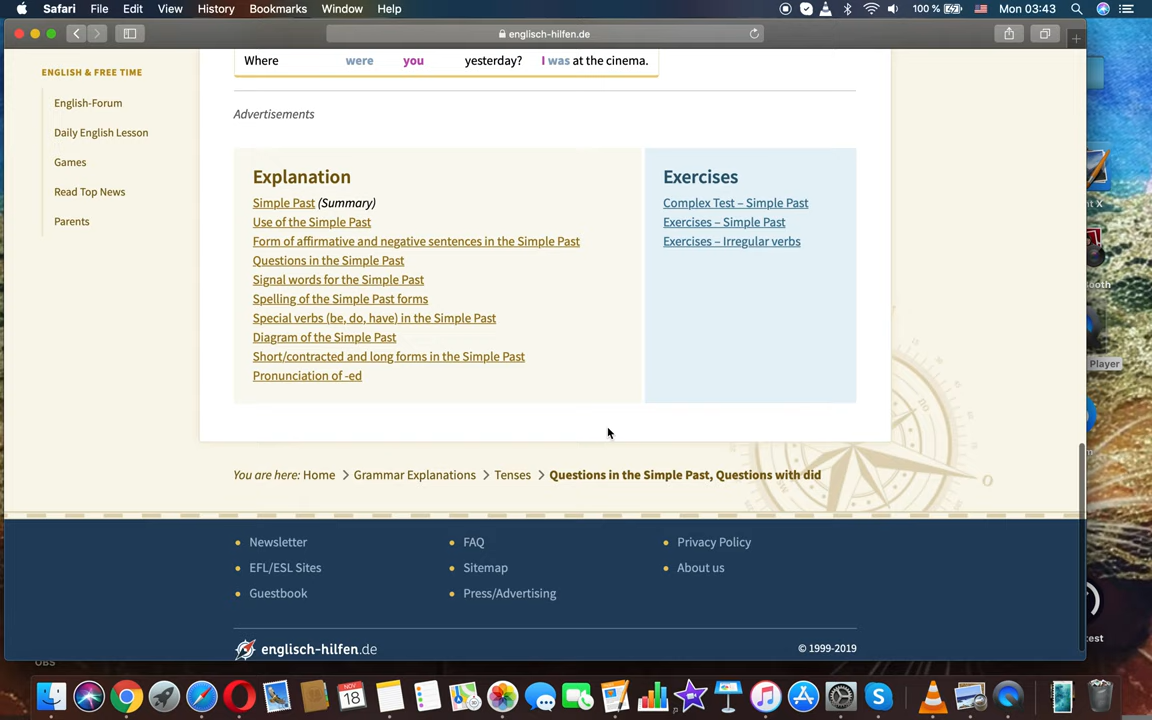 Safari File Edit View History Bookmarks Window Help 100 % Mon 03:43
englisch-hilfen.de
ENGLISH & FREE TIME
English-Forum
Daily English Lesson
Games
Read Top News
Parents
Where were you yesterday? I was at the cinema.
Advertisements
Explanation
Simple Past (Summary)
Use of the Simple Past
Form of affirmative and negative sentences in the Simple Past
Questions in the Simple Past
Signal words for the Simple Past
Spelling of the Simple Past forms
Special verbs (be, do, have) in the Simple Past
Diagram of the Simple Past
Short/contracted and long forms in the Simple Past
Pronunciation of -ed
Exercises
Complex Test – Simple Past
Exercises – Simple Past
Exercises – Irregular verbs
You are here: Home > Grammar Explanations > Tenses > Questions in the Simple Past, Questions with did
Newsletter
EFL/ESL Sites
Guestbook
FAQ
Sitemap
Press/Advertising
Privacy Policy
About us
englisch-hilfen.de
© 1999-2019
Player
OBS
NOV
18